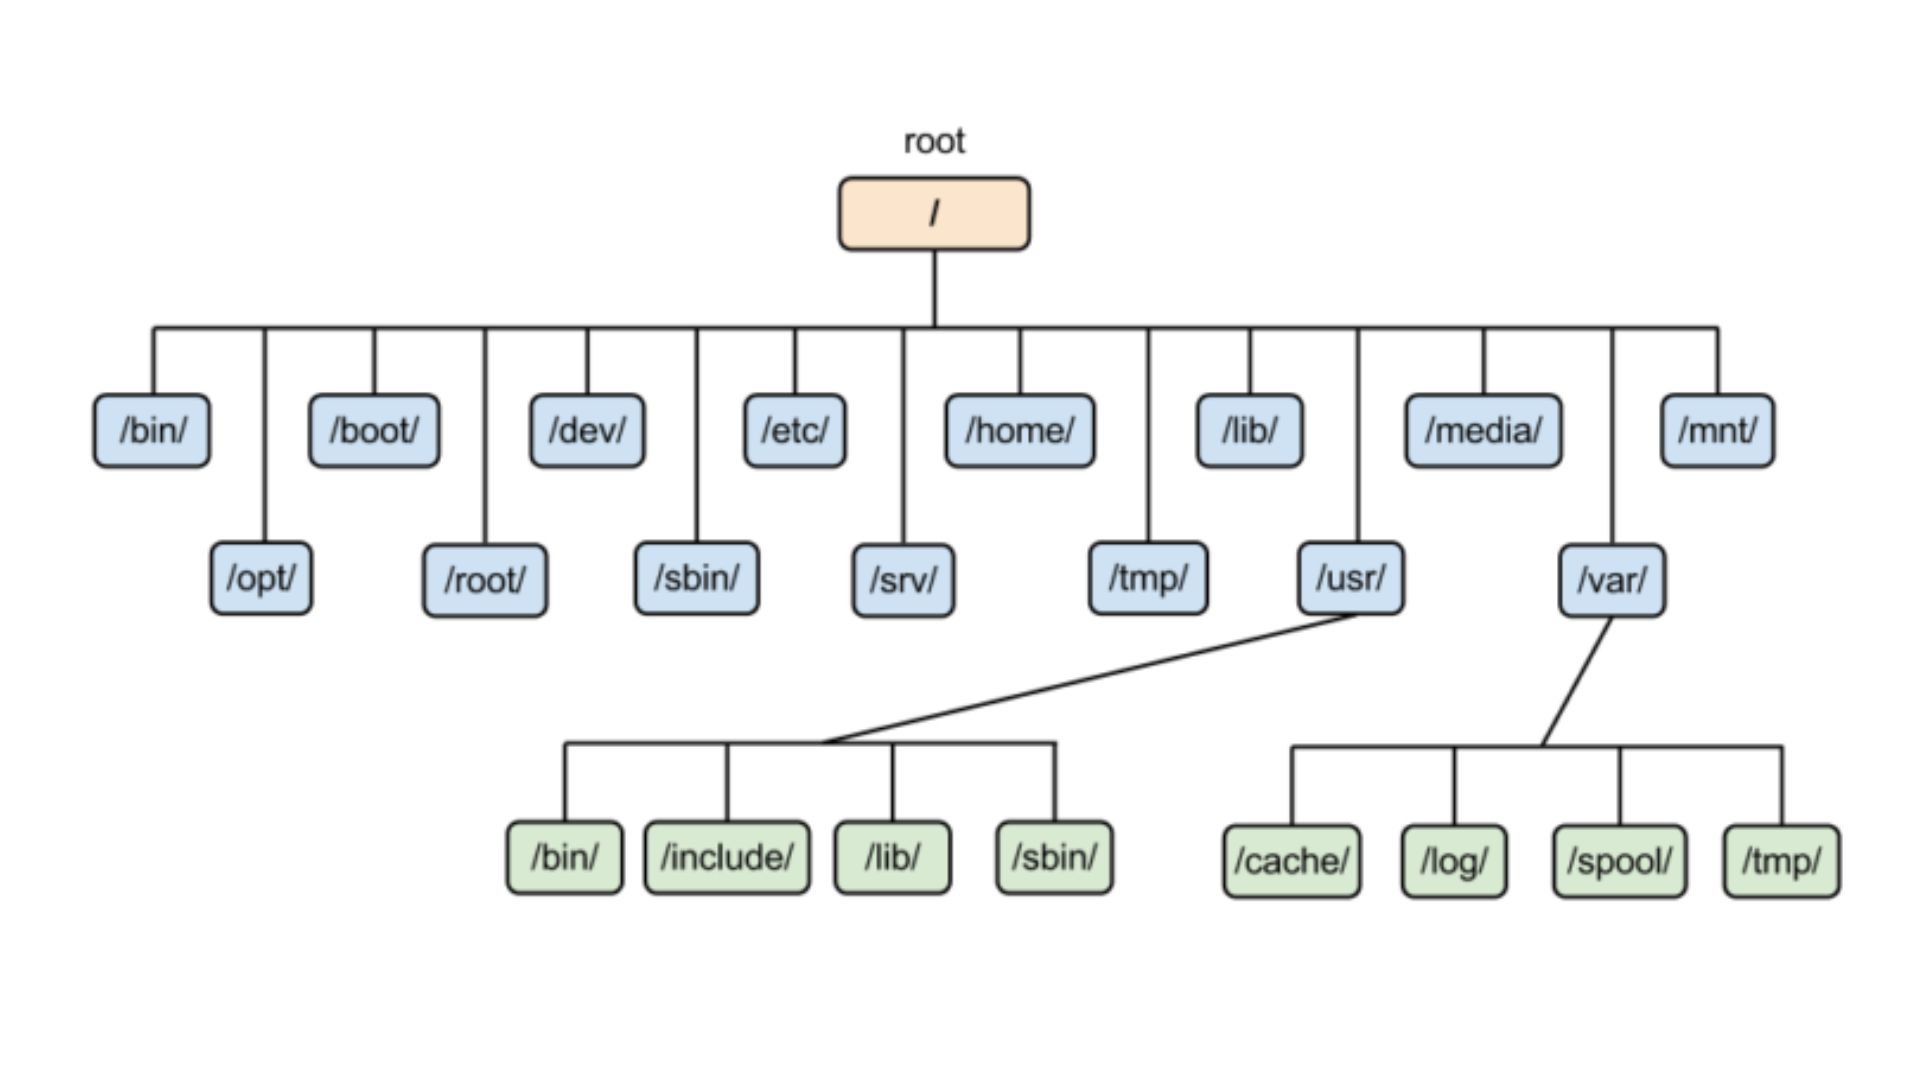 root
/
/bin/ /boot/ /dev/ /etc/ /home/ /lib/ /media/ /mnt/
/opt/ /root/ /sbin/ /srv/ /tmp/ /usr/ /var/
/bin/ /include/ /lib/ /sbin/ /cache/ /log/ /spool/ /tmp/